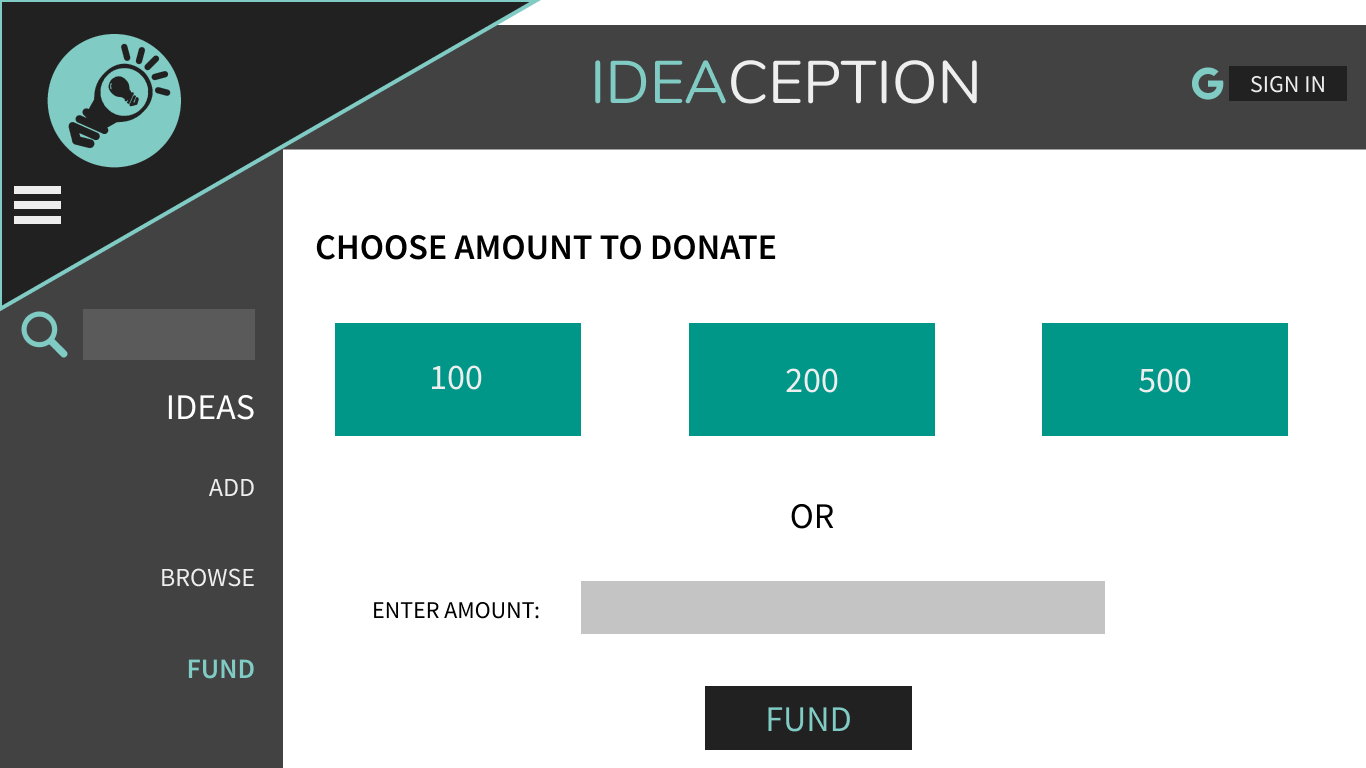 IDEACEPTION
SIGN IN
IDEAS
ADD
BROWSE
FUND
CHOOSE AMOUNT TO DONATE
100
200
500
OR
ENTER AMOUNT:
FUND